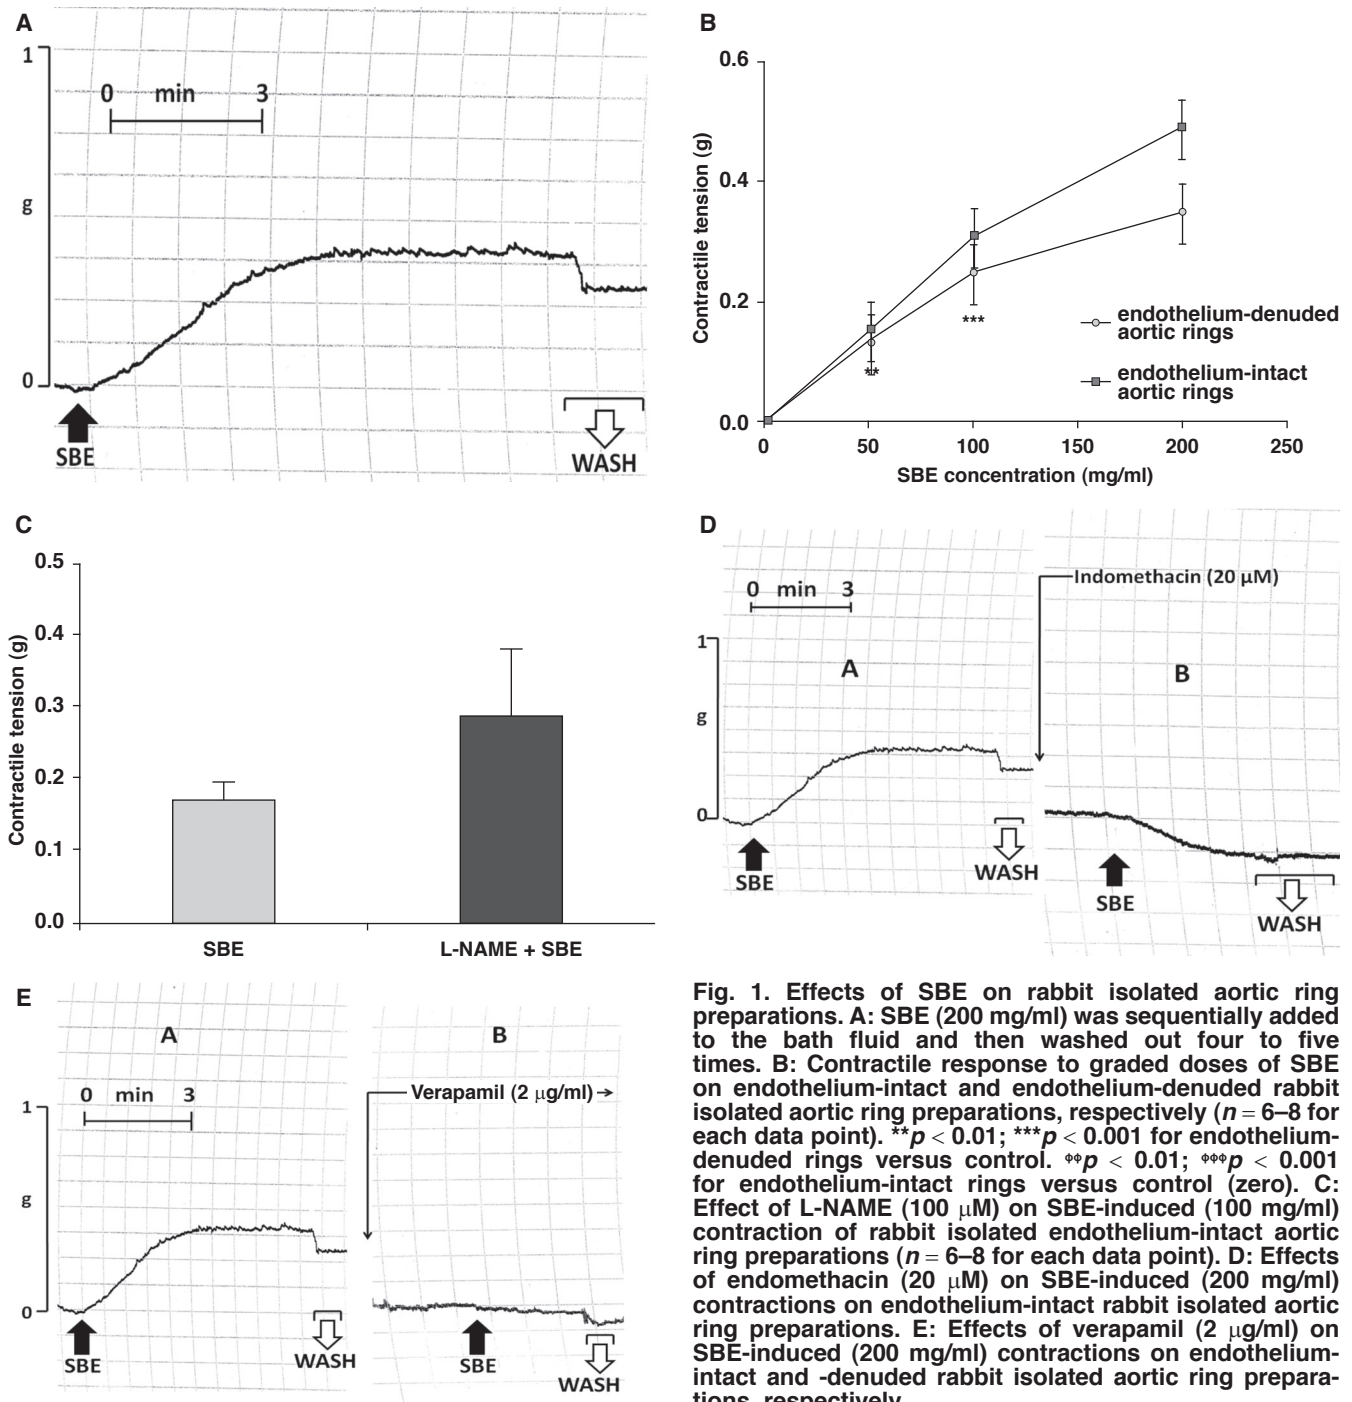 A
1
0 min 3
g
0
SBE
WASH
B
0.6
0.4
0.2
0.0
Contractile tension (g)
**
***
endothelium-denuded
aortic rings
endothelium-intact
aortic rings
0 50 100 150 200 250
SBE concentration (mg/ml)
C
0.5
0.4
0.3
0.2
0.1
0.0
Contractile tension (g)
SBE L-NAME + SBE
D
Indomethacin (20 µM)
0 min 3
1
A
B
g
0
SBE
WASH
SBE
WASH
E
A
B
0 min 3
Verapamil (2 µg/ml)
1
g
0
SBE
WASH
SBE
WASH
Fig. 1. Effects of SBE on rabbit isolated aortic ring
preparations. A: SBE (200 mg/ml) was sequentially added
to the bath fluid and then washed out four to five
times. B: Contractile response to graded doses of SBE
on endothelium-intact and endothelium-denuded rabbit
isolated aortic ring preparations, respectively (n = 6–8 for
each data point). **p < 0.01; ***p < 0.001 for endothelium-
denuded rings versus control. ᶲᶲp < 0.01; ᶲᶲᶲp < 0.001
for endothelium-intact rings versus control (zero). C:
Effect of L-NAME (100 µM) on SBE-induced (100 mg/ml)
contraction of rabbit isolated endothelium-intact aortic
ring preparations (n = 6–8 for each data point). D: Effects
of endomethacin (20 µM) on SBE-induced (200 mg/ml)
contractions on endothelium-intact rabbit isolated aortic
ring preparations. E: Effects of verapamil (2 µg/ml) on
SBE-induced (200 mg/ml) contractions on endothelium-
intact and -denuded rabbit isolated aortic ring prepara-
tions, respectively